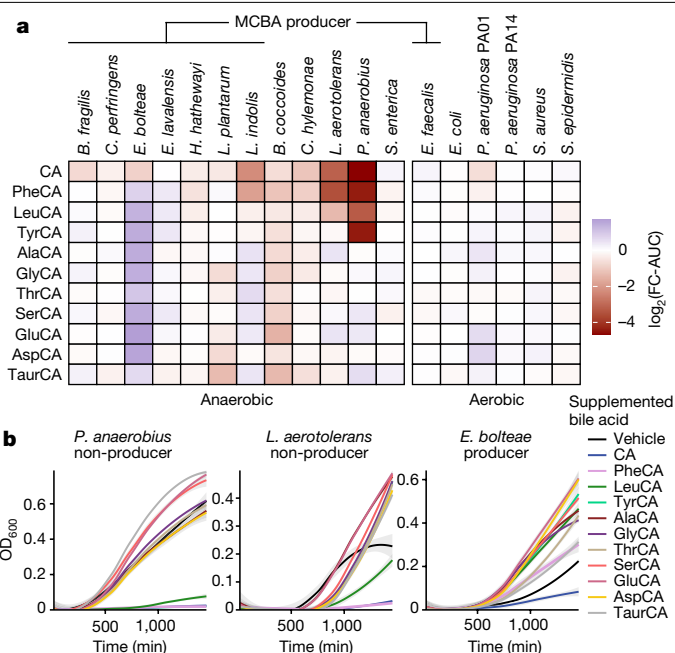 a
MCBA producer
B. fragilis
C. perfringens
E. bolteae
E. lavalensis
H. hathewayi
L. plantarum
L. indolis
B. coccoides
C. hylemonae
L. aerotolerans
P. anaerobius
S. enterica
E. faecalis
E. coli
P. aeruginosa PA01
P. aeruginosa PA14
S. aureus
S. epidermidis
CA
PheCA
LeuCA
TyrCA
AlaCA
GlyCA
ThrCA
SerCA
GluCA
AspCA
TaurCA
0
−2
−4
log2(FC-AUC)
Anaerobic
Aerobic
b
P. anaerobius
non-producer
L. aerotolerans
non-producer
E. bolteae
producer
OD600
0.6
0.4
0.2
0
500 1,000
Time (min)
0.4
0.3
0.2
0.1
0
500 1,000
Time (min)
0.6
0.4
0.2
0
500 1,000
Time (min)
Supplemented
bile acid
Vehicle
CA
PheCA
LeuCA
TyrCA
AlaCA
GlyCA
ThrCA
SerCA
GluCA
AspCA
TaurCA